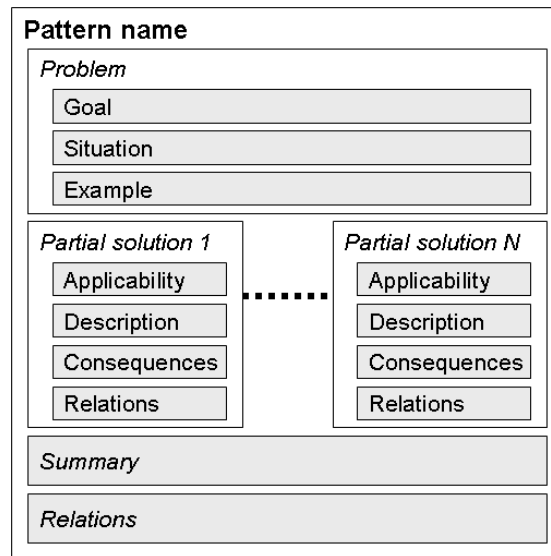 Pattern name
Problem
Goal
Situation
Example
Partial solution 1
Applicability
Description
Consequences
Relations
Partial solution N
Applicability
Description
Consequences
Relations
Summary
Relations